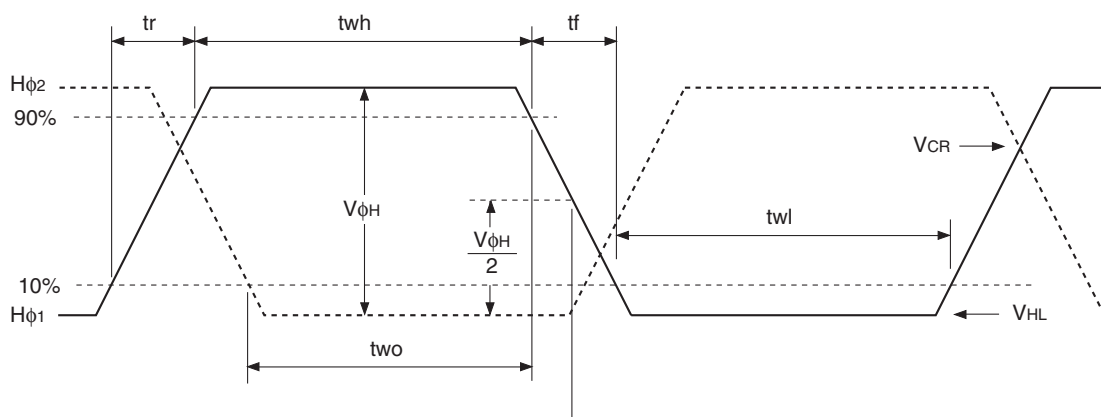 tr
twh
tf
Hϕ2
90%
VCR
VϕH
VϕH
2
twl
10%
Hϕ1
VHL
two